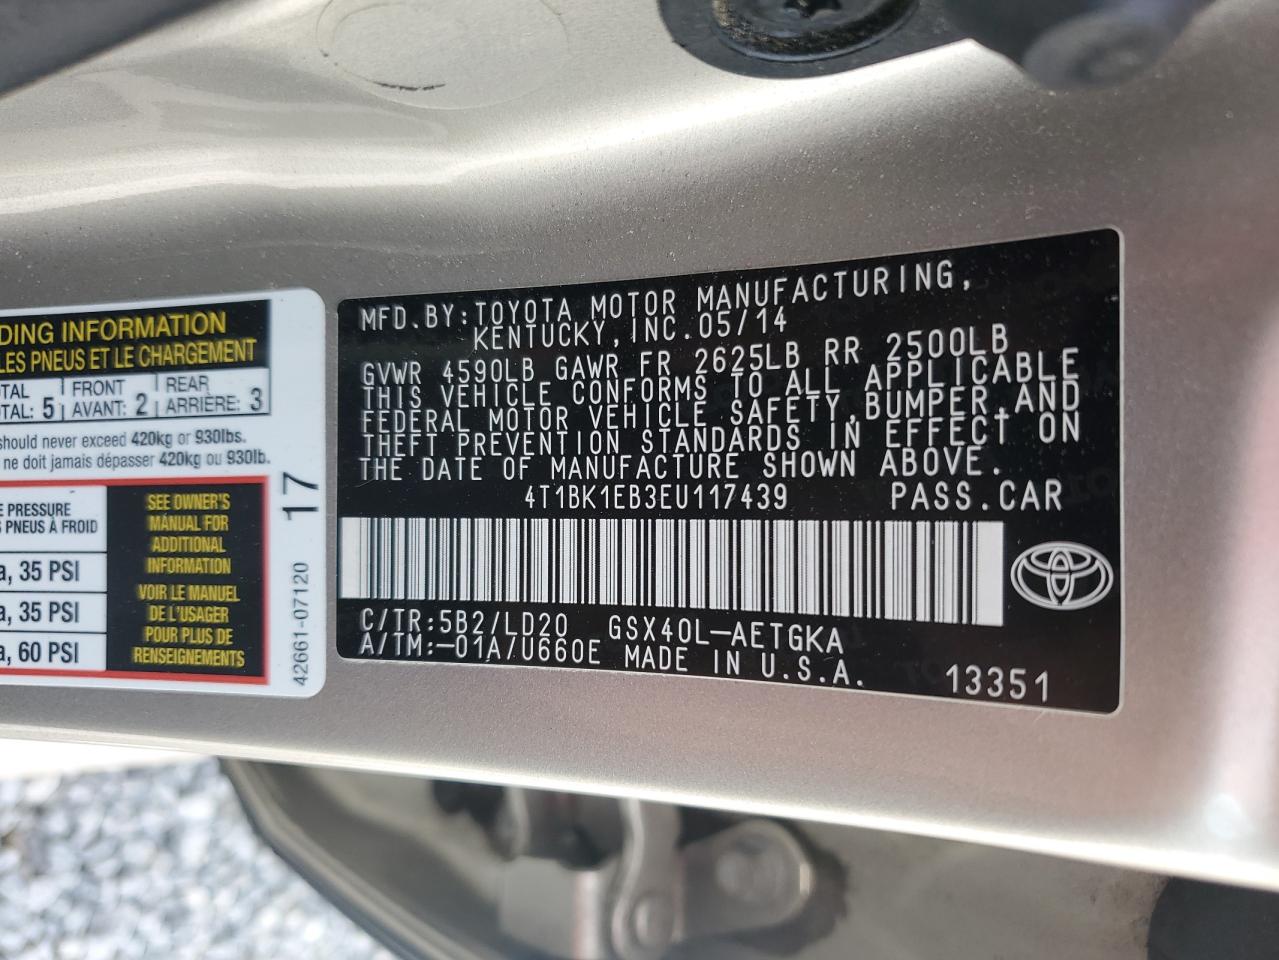 DING INFORMATION
LES PNEUS ET LE CHARGEMENT
TAL FRONT REAR
TAL: 5 AVANT: 2 ARRIÈRE: 3
should never exceed 420kg or 930lbs.
ne doit jamais dépasser 420kg ou 930lb.
E PRESSURE
S PNEUS À FROID
a, 35 PSI
a, 35 PSI
a, 60 PSI
SEE OWNER'S
MANUAL FOR
ADDITIONAL
INFORMATION
VOIR LE MANUEL
DE L'USAGER
POUR PLUS DE
RENSEIGNEMENTS
17
42661-07120
MFD.BY:TOYOTA MOTOR MANUFACTURING,
KENTUCKY,INC.05/14
GVWR 4590LB GAWR FR 2625LB RR 2500LB
THIS VEHICLE CONFORMS TO ALL APPLICABLE
FEDERAL MOTOR VEHICLE SAFETY,BUMPER,AND
THEFT PREVENTION STANDARDS IN EFFECT ON
THE DATE OF MANUFACTURE SHOWN ABOVE.
4T1BK1EB3EU117439 PASS.CAR
C/TR:5B2/LD20 GSX40L-AETGKA
A/TM:-01A/U660E MADE IN U.S.A.
13351